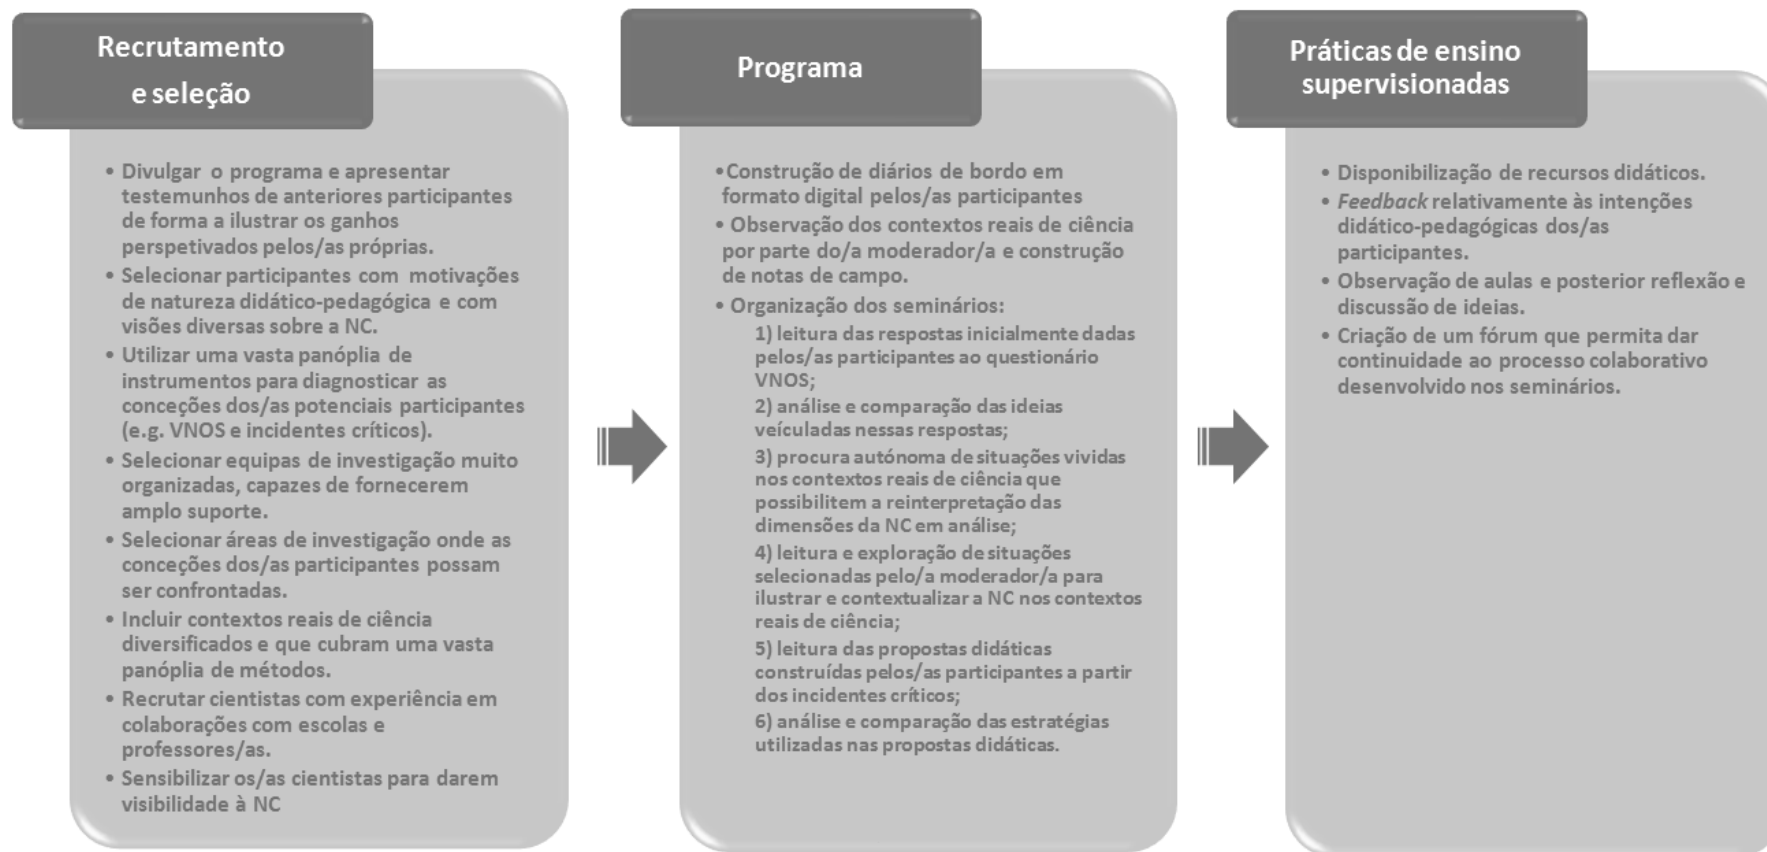 Recrutamento
e seleção
• Divulgar o programa e apresentar
testemunhos de anteriores participantes
de forma a ilustrar os ganhos
perspetivados pelos/as próprias.
• Selecionar participantes com motivações
de natureza didático-pedagógica e com
visões diversas sobre a NC.
• Utilizar uma vasta panóplia de
instrumentos para diagnosticar as
conceções dos/as potenciais participantes
(e.g. VNOS e incidentes críticos).
• Selecionar equipas de investigação muito
organizadas, capazes de fornecerem
amplo suporte.
• Selecionar áreas de investigação onde as
conceções dos/as participantes possam
ser confrontadas.
• Incluir contextos reais de ciência
diversificados e que cubram uma vasta
panóplia de métodos.
• Recrutar cientistas com experiência em
colaborações com escolas e
professores/as.
• Sensibilizar os/as cientistas para darem
visibilidade à NC
Programa
•Construção de diários de bordo em
formato digital pelos/as participantes
• Observação dos contextos reais de ciência
por parte do/a moderador/a e construção
de notas de campo.
• Organização dos seminários:
1) leitura das respostas inicialmente dadas
pelos/as participantes ao questionário
VNOS;
2) análise e comparação das ideias
veículadas nessas respostas;
3) procura autónoma de situações vividas
nos contextos reais de ciência que
possibilitem a reinterpretação das
dimensões da NC em análise;
4) leitura e exploração de situações
selecionadas pelo/a moderador/a para
ilustrar e contextualizar a NC nos contextos
reais de ciência;
5) leitura das propostas didáticas
construídas pelos/as participantes a partir
dos incidentes críticos;
6) análise e comparação das estratégias
utilizadas nas propostas didáticas.
Práticas de ensino
supervisionadas
• Disponibilização de recursos didáticos.
• Feedback relativamente às intenções
didático-pedagógicas dos/as
participantes.
• Observação de aulas e posterior reflexão e
discussão de ideias.
• Criação de um fórum que permita dar
continuidade ao processo colaborativo
desenvolvido nos seminários.